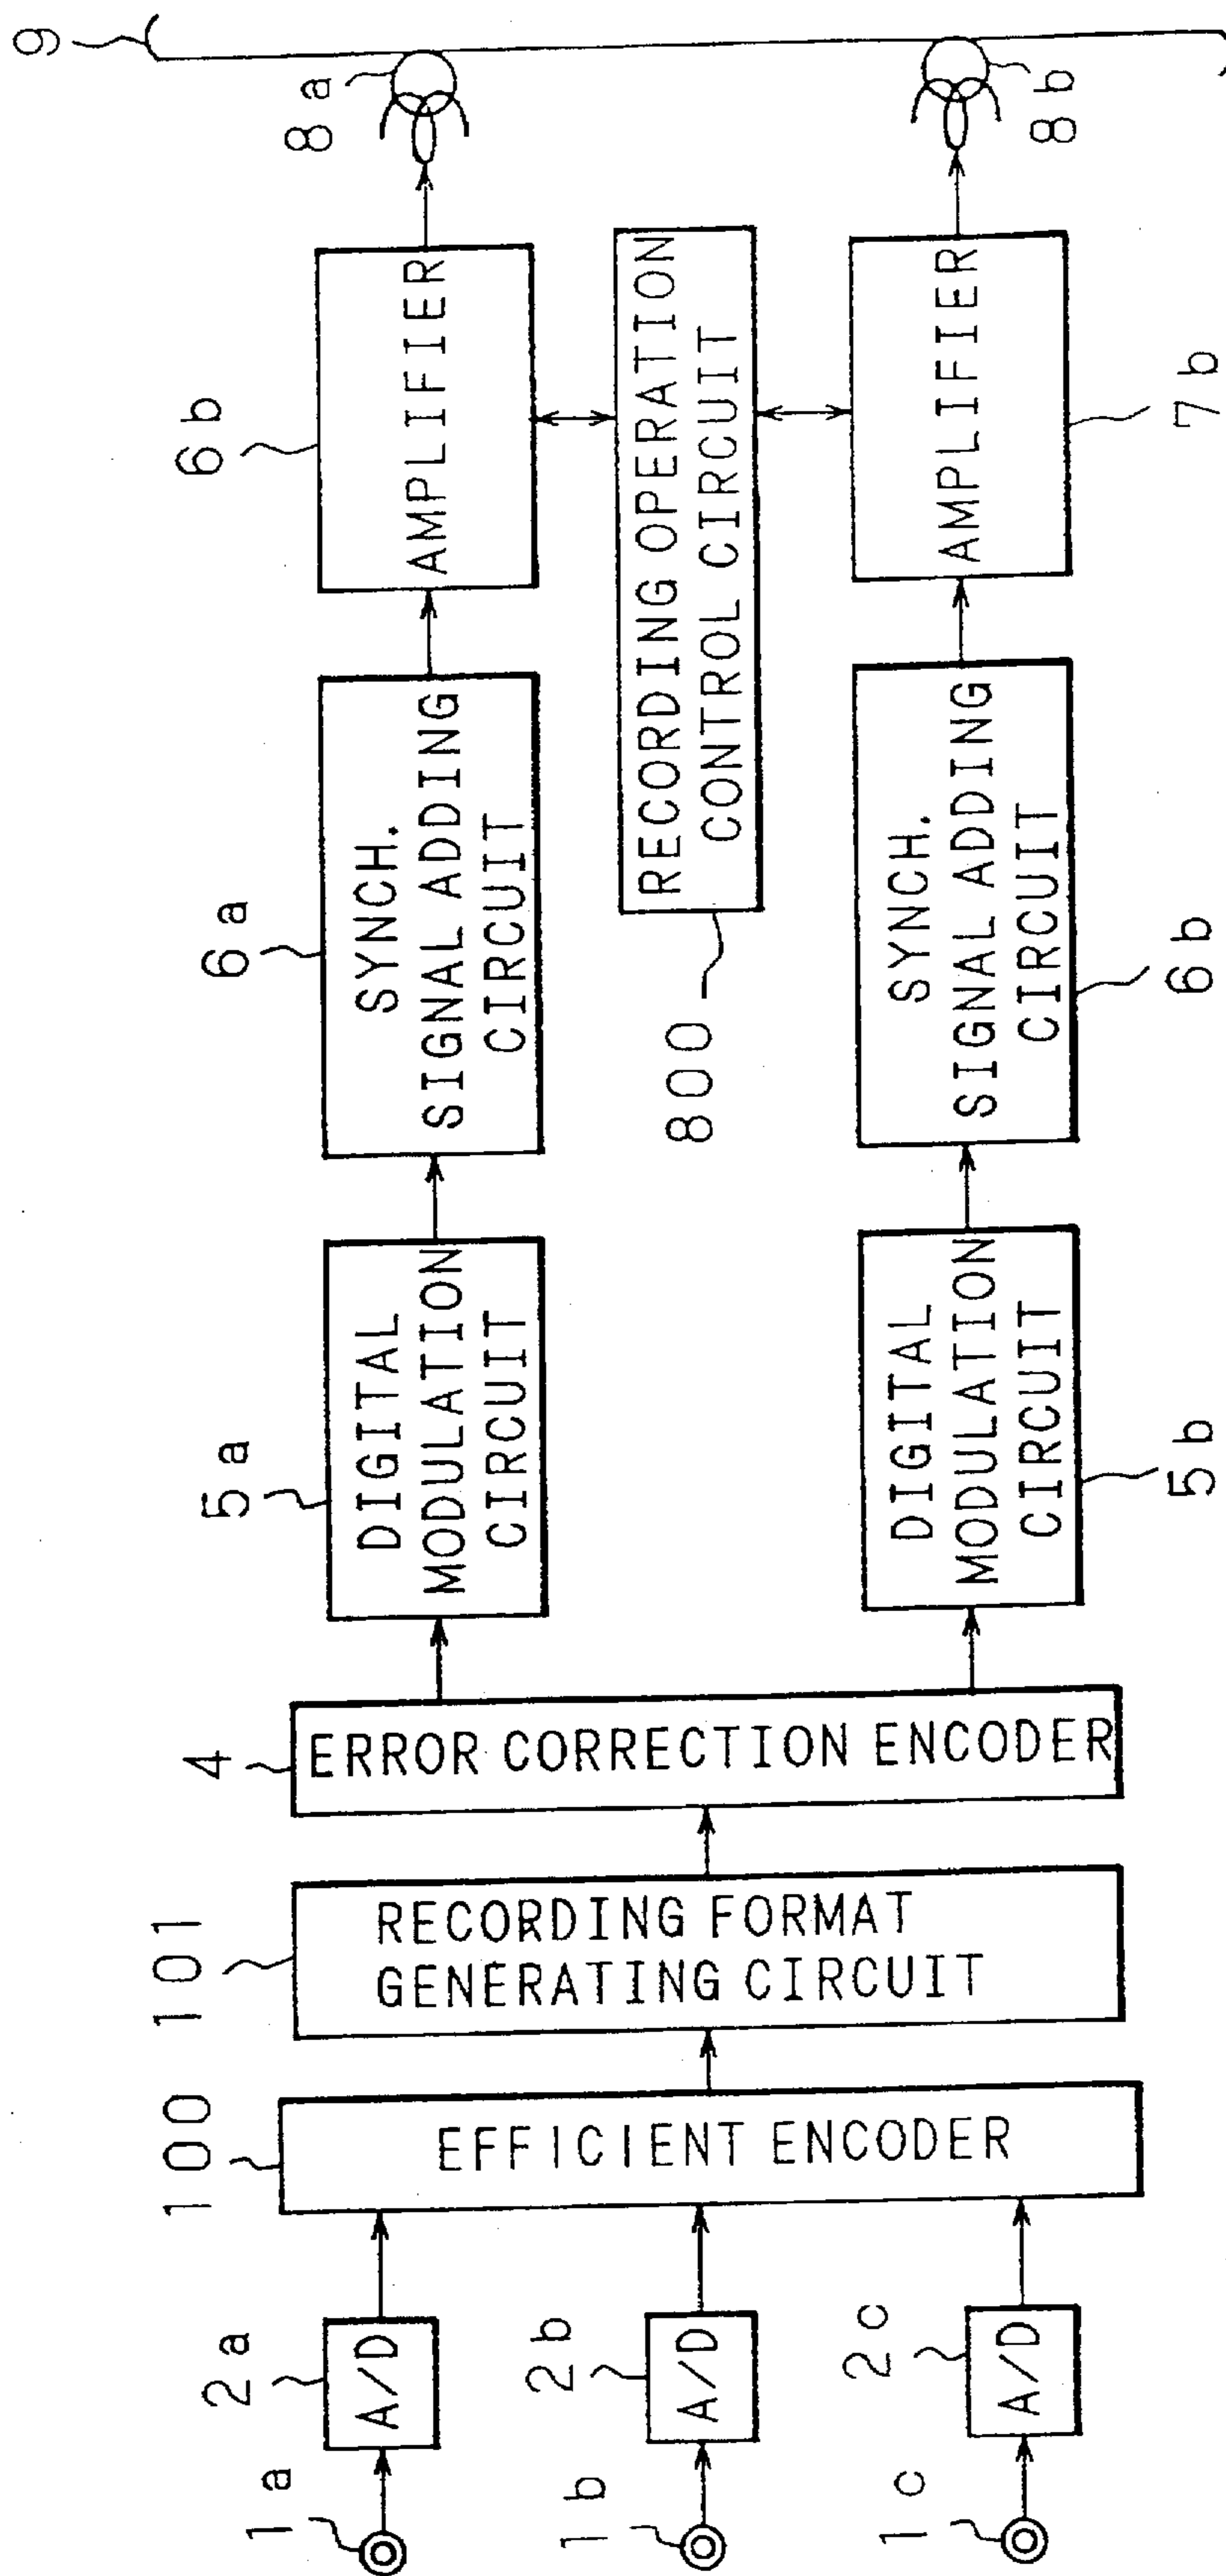 1a
2a
A/D
1b
2b
A/D
1c
2c
A/D
100
EFFICIENT ENCODER
101
RECORDING FORMAT
GENERATING CIRCUIT
4
ERROR CORRECTION ENCODER
5a
DIGITAL
MODULATION
CIRCUIT
6a
SYNCH.
SIGNAL ADDING
CIRCUIT
6b
AMPLIFIER
8a
9
800
RECORDING OPERATION
CONTROL CIRCUIT
DIGITAL
MODULATION
CIRCUIT
5b
SYNCH.
SIGNAL ADDING
CIRCUIT
6b
AMPLIFIER
7b
8b